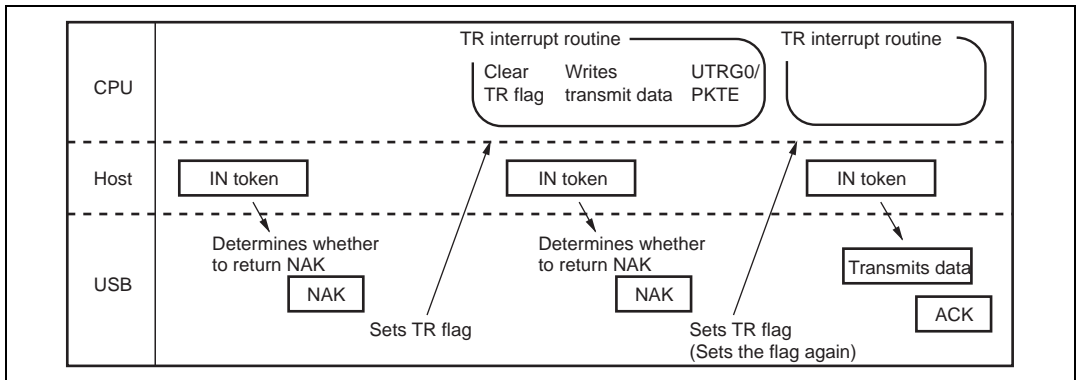 TR interrupt routine
TR interrupt routine
CPU
Clear Writes UTRG0/
TR flag transmit data PKTE
Host
IN token
IN token
IN token
USB
Determines whether
to return NAK
NAK
Sets TR flag
Determines whether
to return NAK
NAK
Sets TR flag
(Sets the flag again)
Transmits data
ACK